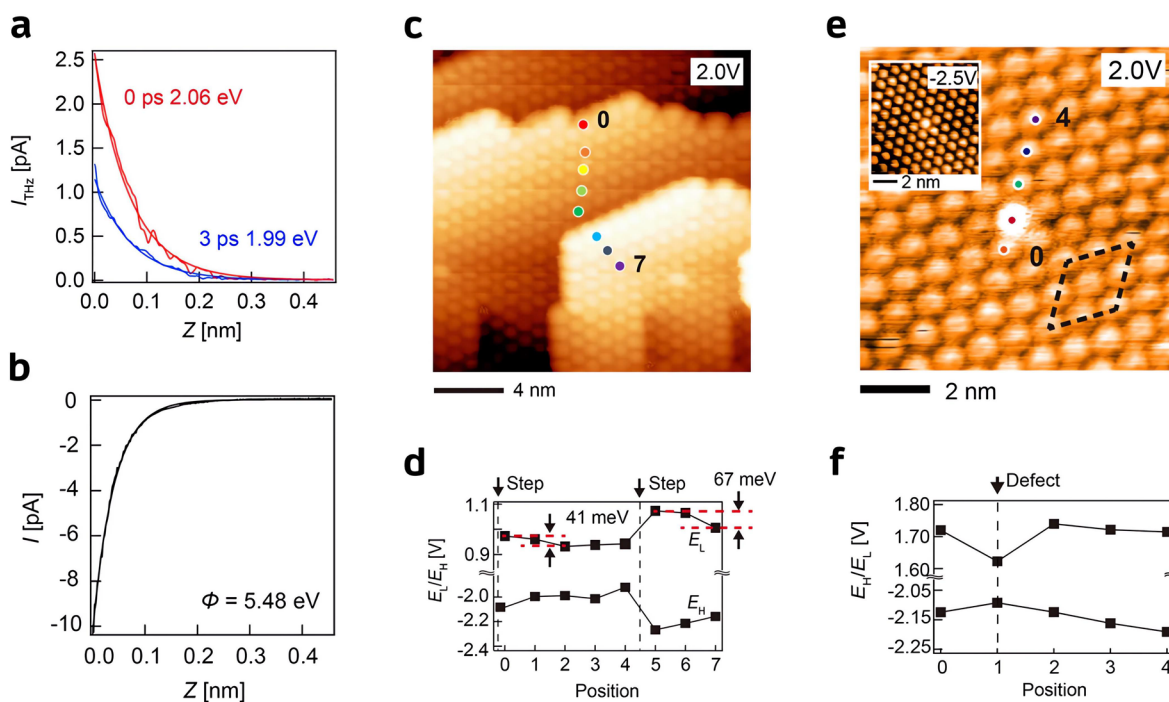 a
2.5
2.0
1.5
1.0
0.5
0.0
I_THz [pA]
0 ps 2.06 eV
3 ps 1.99 eV
0.0 0.1 0.2 0.3 0.4
Z [nm]
b
0
-2
-4
-6
-8
-10
I [pA]
Φ = 5.48 eV
0.0 0.1 0.2 0.3 0.4
Z [nm]
c
2.0V
0
7
4 nm
d
Step
Step
67 meV
41 meV
1.1
0.9
-2.0
-2.2
-2.4
E_L/E_H [V]
E_L
E_H
0 1 2 3 4 5 6 7
Position
e
-2.5V
2 nm
2.0V
4
0
2 nm
f
Defect
1.80
1.70
1.60
-2.05
-2.15
-2.25
E_H/E_L [V]
0 1 2 3 4
Position